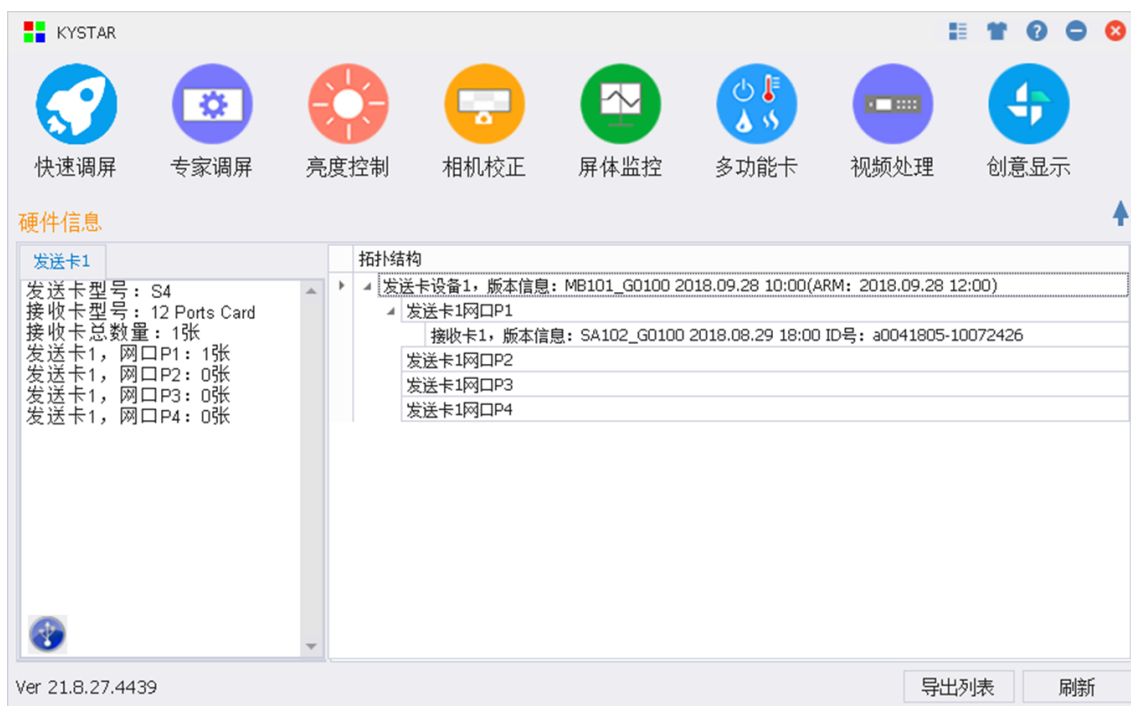 KYSTAR
快速调屏
专家调屏
亮度控制
相机校正
屏体监控
多功能卡
视频处理
创意显示
硬件信息
发送卡1
发送卡型号: S4
接收卡型号: 12 Ports Card
接收卡总数量: 1张
发送卡1, 网口P1: 1张
发送卡1, 网口P2: 0张
发送卡1, 网口P3: 0张
发送卡1, 网口P4: 0张
拓扑结构
发送卡设备1, 版本信息: MB101_G0100 2018.09.28 10:00(ARM: 2018.09.28 12:00)
发送卡1网口P1
接收卡1, 版本信息: SA102_G0100 2018.08.29 18:00 ID号: a0041805-10072426
发送卡1网口P2
发送卡1网口P3
发送卡1网口P4
Ver 21.8.27.4439
导出列表
刷新